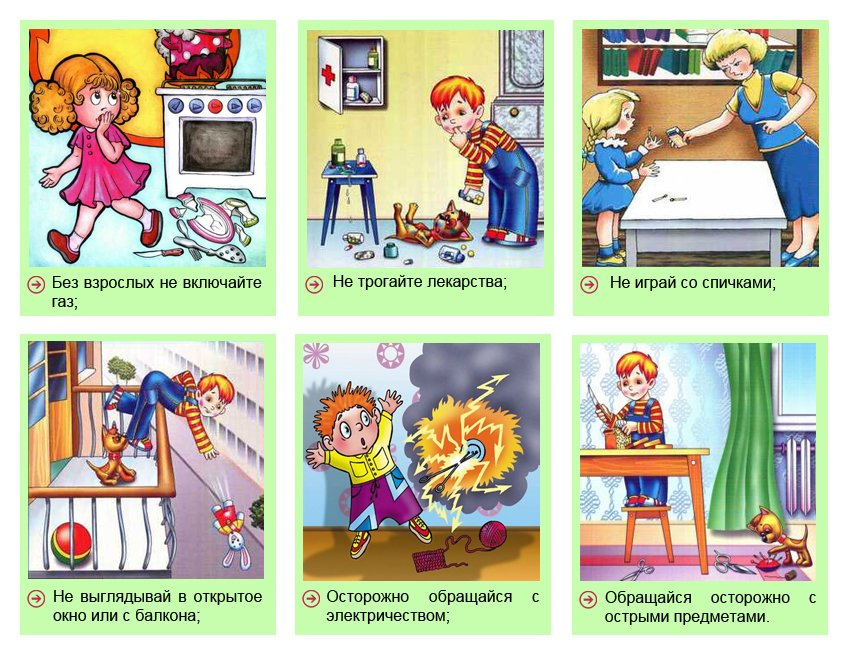 Без взрослых не включайте
газ;
Не трогайте лекарства;
Не играй со спичками;
Не выглядывай в открытое
окно или с балкона;
Осторожно обращайся с
электричеством;
Обращайся осторожно с
острыми предметами.